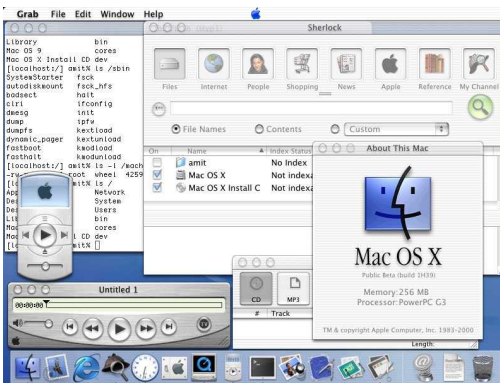 Grab File Edit Window Help
Sherlock
Library bin
Mac OS 9 cores
Mac OS X Install CD dev
[localhost:/] amit% ls /sbin
SystemStarter fsck
autodiskmount fsck_hfs
badsect halt
clri ifconfig
dmesg init
dump ipfw
dumpfs kextload
dynamic_pager kextunload
fastboot kmodload
fasthalt kmodunload
[localhost:/] amit% ls -l /mach
root wheel 4259
amit% ls /
Network
System
Users
bin
cores
CD dev
amit%
Files Internet People Shopping News Apple Reference My Channel
File Names Contents Custom
On Name Index Status
amit No Index
Mac OS X Not indexa
Mac OS X Install C Not indexa
About This Mac
Mac OS X
Public Beta (build 1H39)
Memory:256 MB
Processor:PowerPC G3
TM & copyright Apple Computer, Inc. 1983-2000
CD MP3
# Track
Length:
Untitled 1
00:00:00